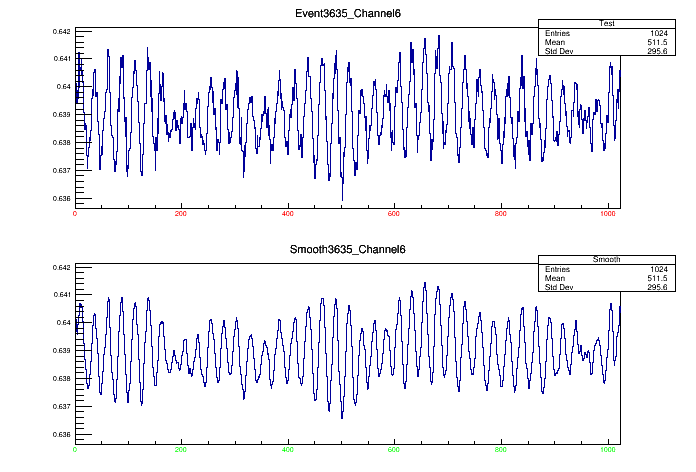 Event3635_Channel6
Test
Entries 1024
Mean 511.5
Std Dev 295.6
0.642
0.641
0.64
0.639
0.638
0.637
0.636
0 200 400 600 800 1000
Smooth3635_Channel6
Smooth
Entries 1024
Mean 511.5
Std Dev 295.6
0.642
0.641
0.64
0.639
0.638
0.637
0.636
0 200 400 600 800 1000